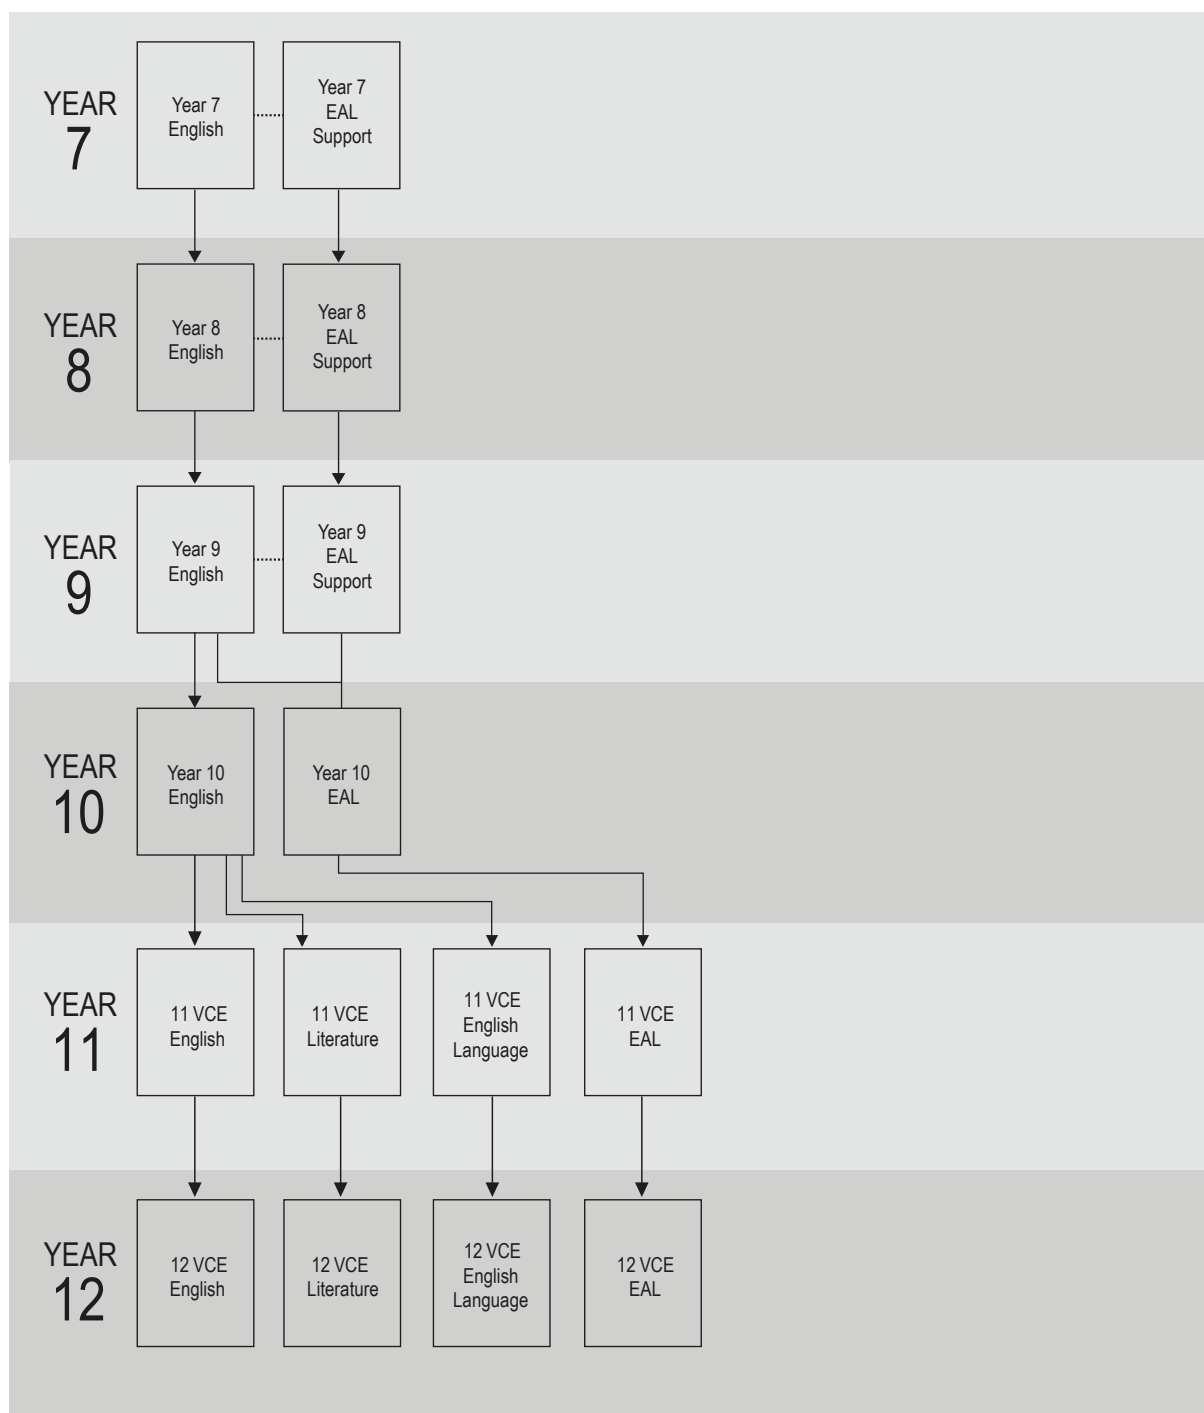 YEAR
7
Year 7
English
Year 7
EAL
Support
YEAR
8
Year 8
English
Year 8
EAL
Support
YEAR
9
Year 9
English
Year 9
EAL
Support
YEAR
10
Year 10
English
Year 10
EAL
YEAR
11
11 VCE
English
11 VCE
Literature
11 VCE
English
Language
11 VCE
EAL
YEAR
12
12 VCE
English
12 VCE
Literature
12 VCE
English
Language
12 VCE
EAL